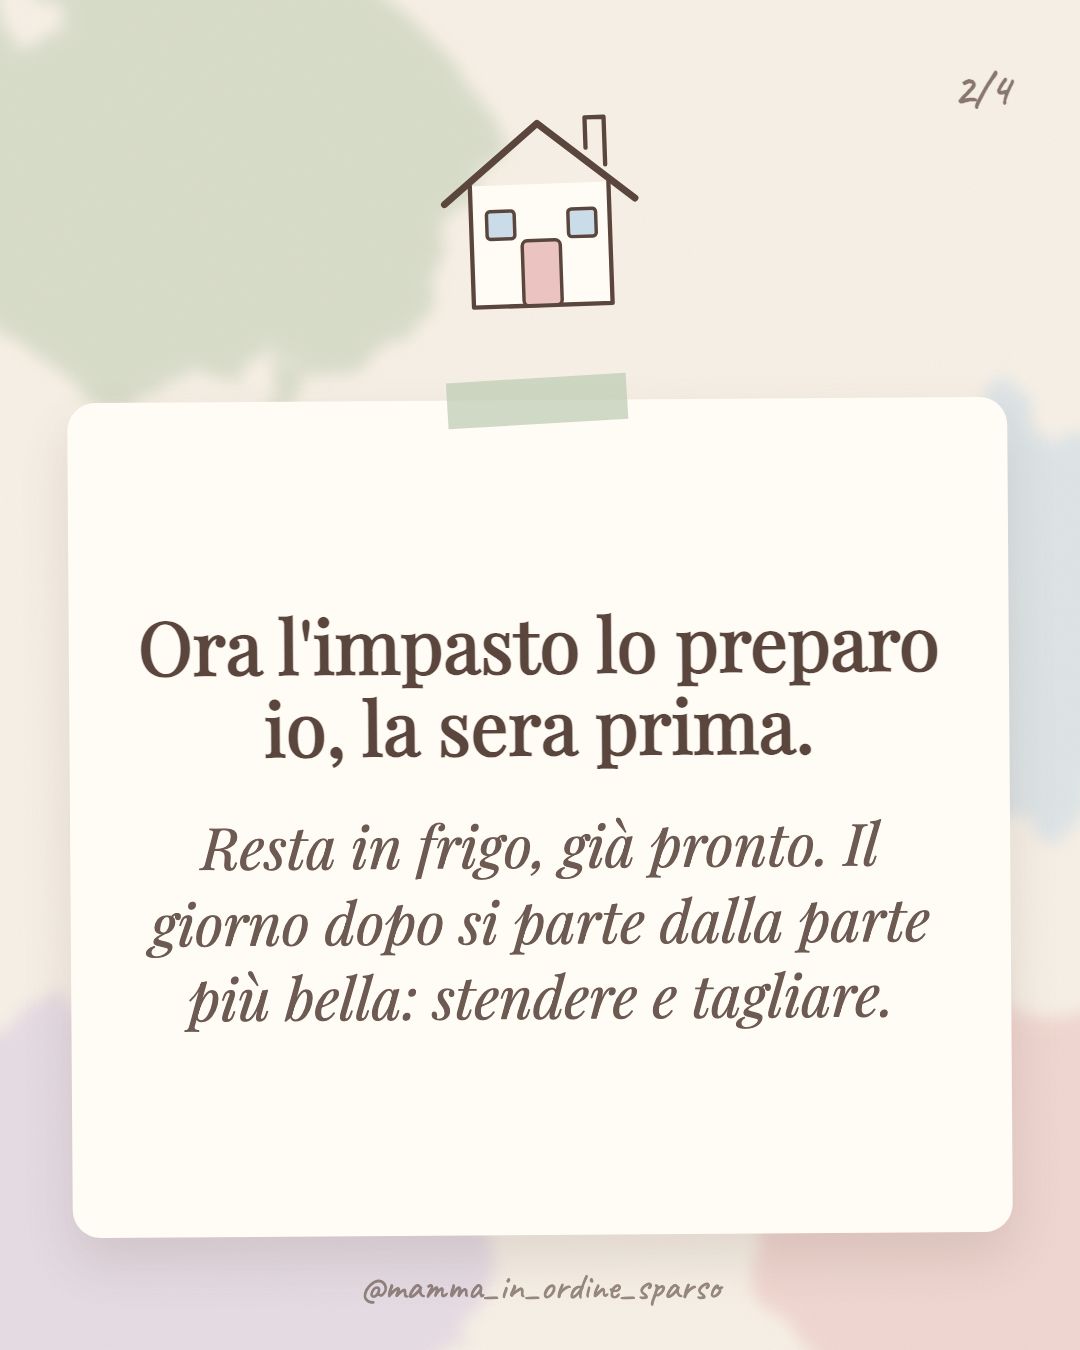 2/4
Ora l'impasto lo preparo
io, la sera prima.
Resta in frigo, già pronto. Il
giorno dopo si parte dalla parte
più bella: stendere e tagliare.
@mamma_in_ordine_sparso